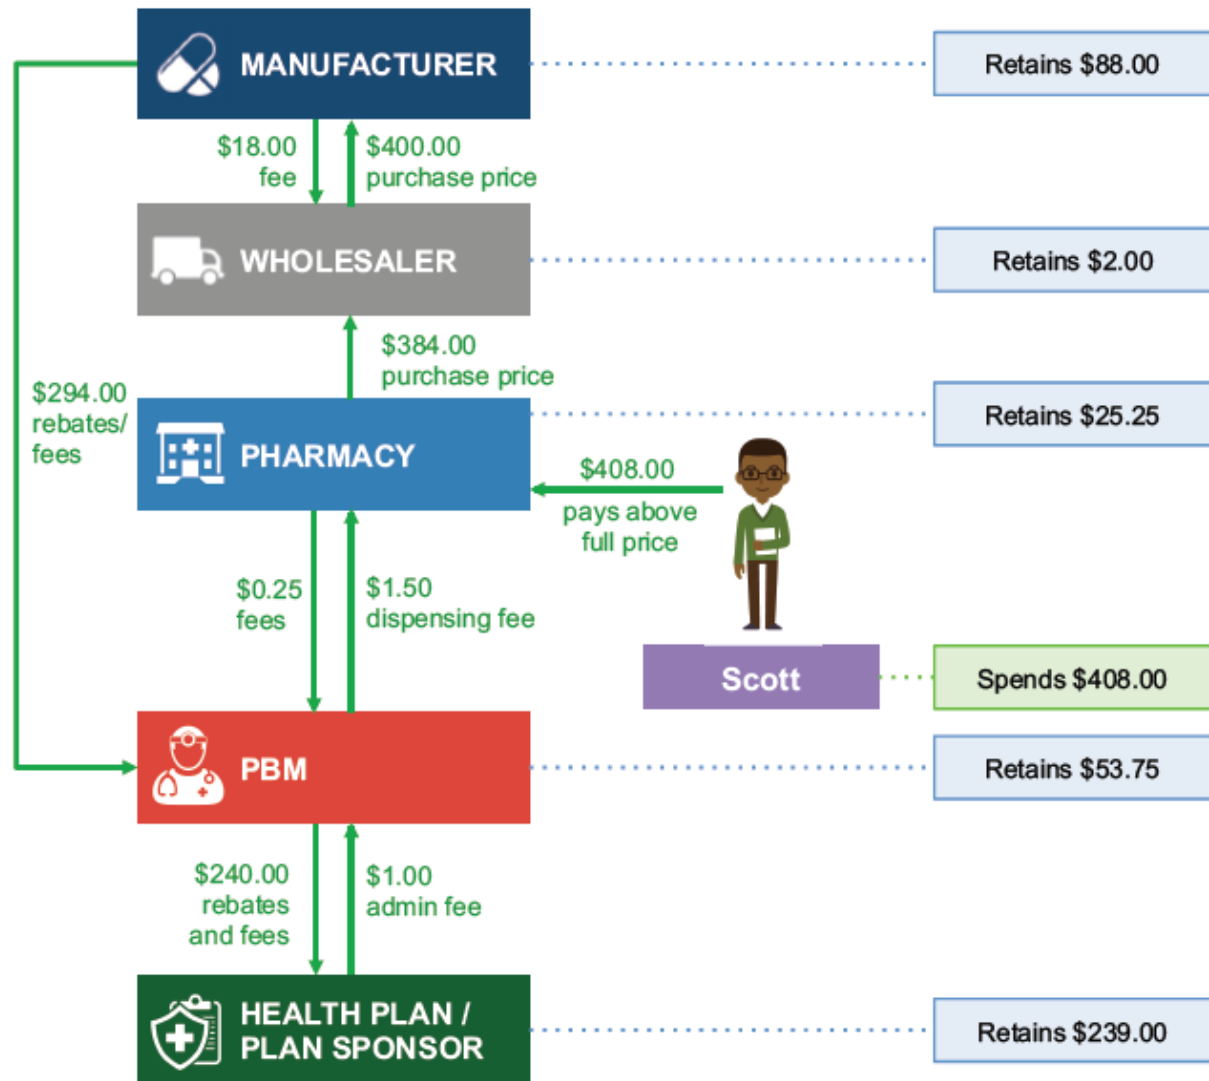 MANUFACTURER
Retains $88.00
$18.00
fee
$400.00
purchase price
WHOLESALER
Retains $2.00
$384.00
purchase price
$294.00
rebates/
fees
PHARMACY
Retains $25.25
$408.00
pays above
full price
$0.25
fees
$1.50
dispensing fee
Scott
Spends $408.00
PBM
Retains $53.75
$240.00
rebates
and fees
$1.00
admin fee
HEALTH PLAN /
PLAN SPONSOR
Retains $239.00